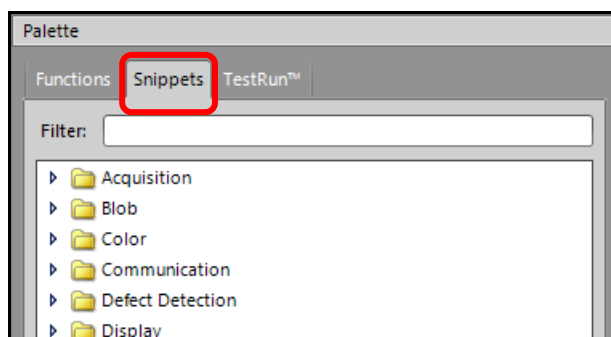 Palette
Functions Snippets TestRun™
Filter:
Acquisition
Blob
Color
Communication
Defect Detection
Display